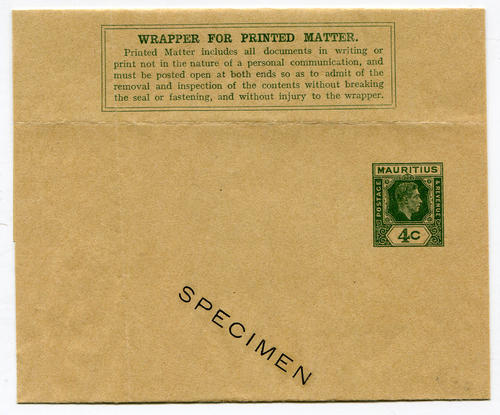 WRAPPER FOR PRINTED MATTER.
Printed Matter includes all documents in writing or
print not in the nature of a personal communication, and
must be posted open at both ends so as to admit of the
removal and inspection of the contents without breaking
the seal or fastening, and without injury to the wrapper.
MAURITIUS
POSTAGE
& REVENUE
4C
SPECIMEN